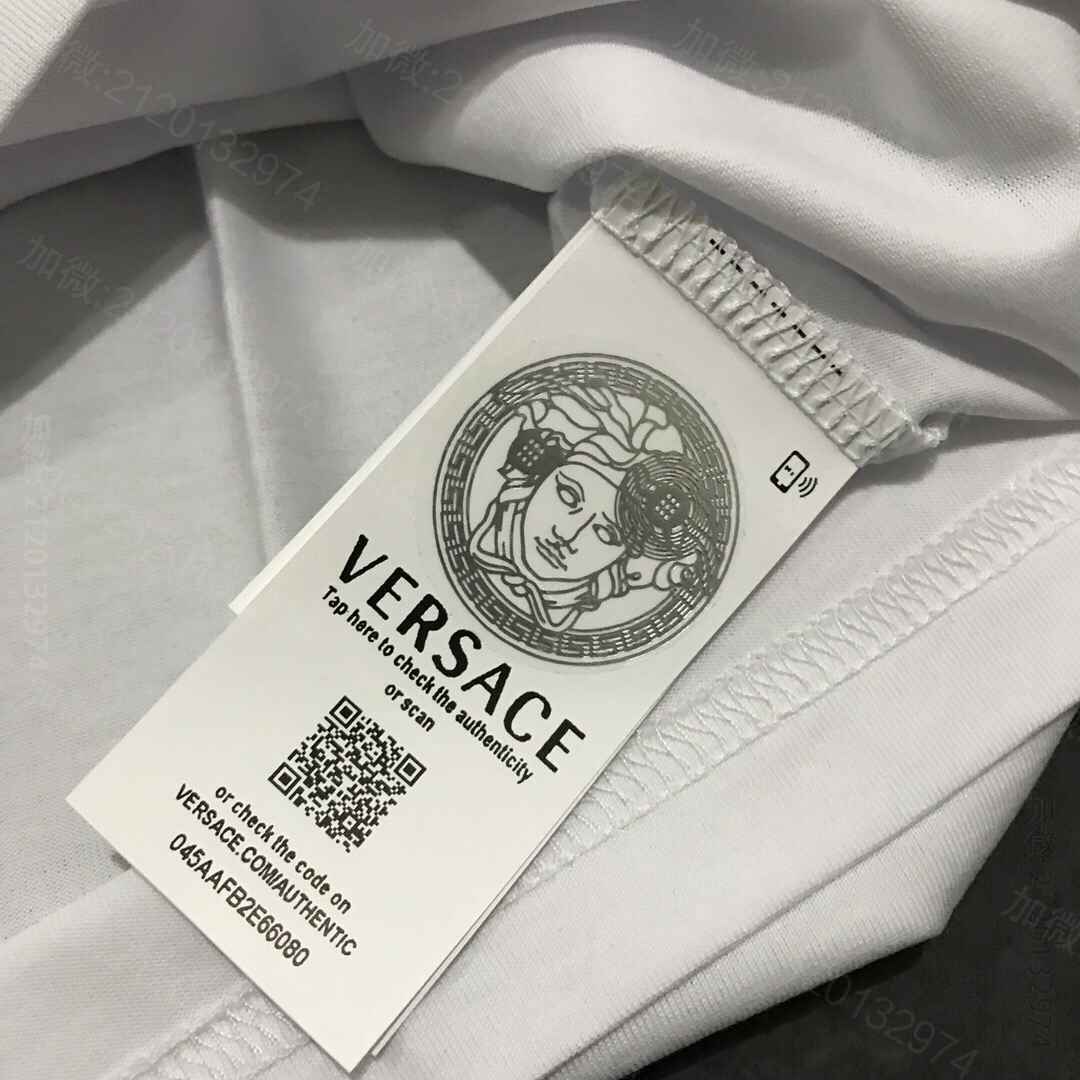 VERSACE
Tap here to check the authenticity
or scan
or check the code on
VERSACE.COM/AUTHENTIC
045AAFB2E66080
加微:2120132974